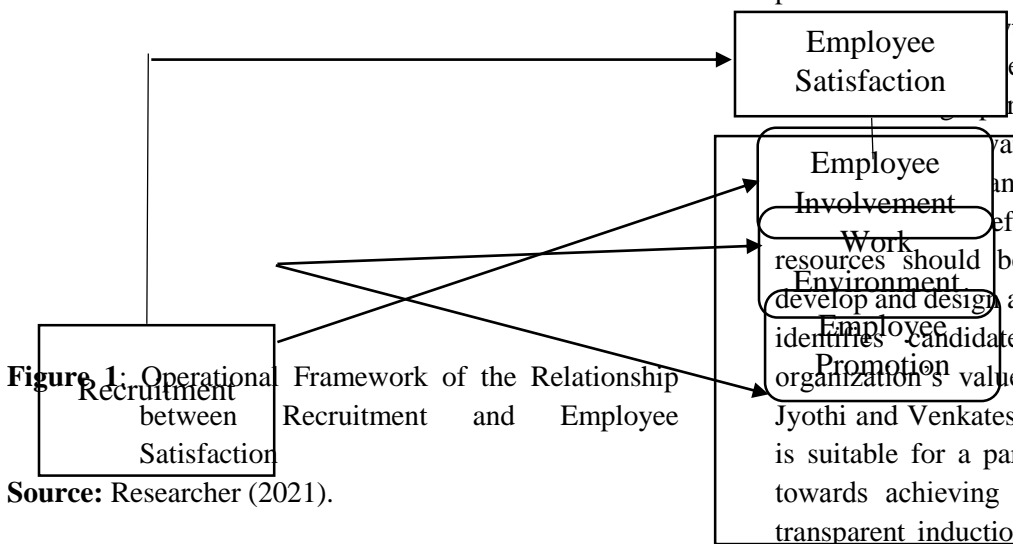 Employee
Satisfaction
Employee
Involvement
Work
Environment
Employee
Promotion
Recruitment
Figure 1: Operational Framework of the Relationship
between Recruitment and Employee
Satisfaction
Source: Researcher (2021).
resources should be
develop and design a
identifies candidate
organization's value
Jyothi and Venkates
is suitable for a par
towards achieving
transparent induction